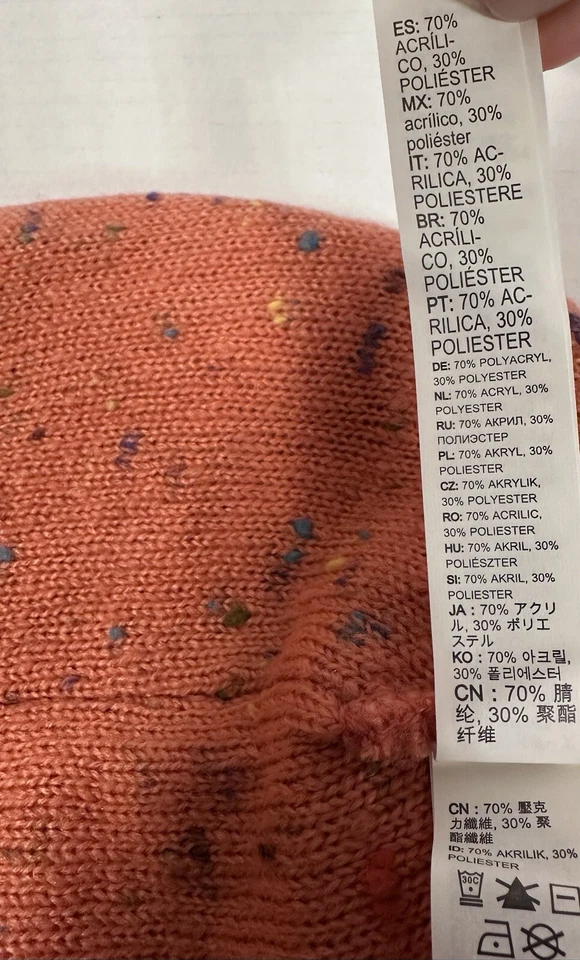 ES: 70%
ACRÍLI-
CO, 30%
POLIÉSTER
MX: 70%
acrílico, 30%
poliéster
IT: 70% AC-
RILICA, 30%
POLIESTERE
BR: 70%
ACRÍLI-
CO, 30%
POLIÉSTER
PT: 70% AC-
RILICA, 30%
POLIESTER
DE: 70% POLYACRYL,
30% POLYESTER
NL: 70% ACRYL, 30%
POLYESTER
RU: 70% АКРИЛ, 30%
ПОЛИЭСТЕР
PL: 70% AKRYL, 30%
POLIESTER
CZ: 70% AKRYLIK,
30% POLYESTER
RO: 70% ACRILIC,
30% POLIESTER
HU: 70% AKRIL, 30%
POLIÉSZTER
SI: 70% AKRIL, 30%
POLIESTER
JA : 70% アクリ
ル, 30% ポリエ
ステル
KO : 70% 아크릴,
30% 폴리에스터
CN : 70% 腈
纶, 30% 聚酯
纤维
CN : 70% 壓克
力纖維, 30% 聚
酯纖維
ID: 70% AKRILIK, 30%
POLIESTER
30C